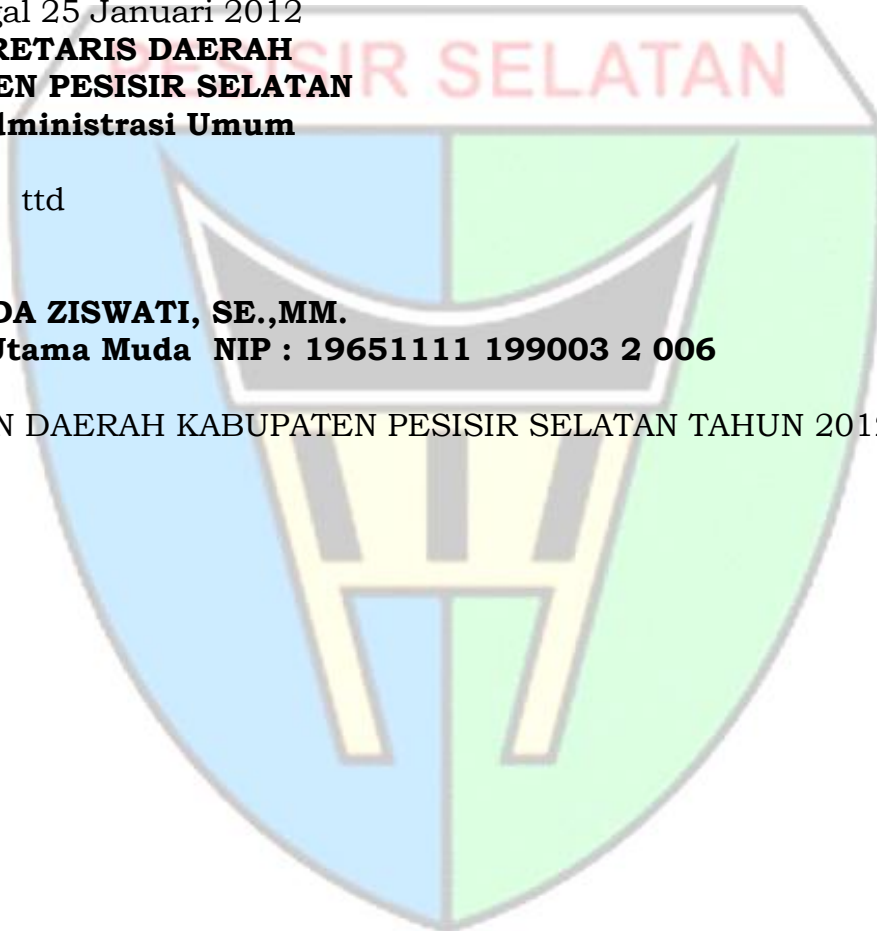 PESISIR SELATAN
gal 25 Januari 2012
RETARIS DAERAH
EN PESISIR SELATAN
dministrasi Umum
ttd
DA ZISWATI, SE.,MM.
Utama Muda NIP : 19651111 199003 2 006
N DAERAH KABUPATEN PESISIR SELATAN TAHUN 201